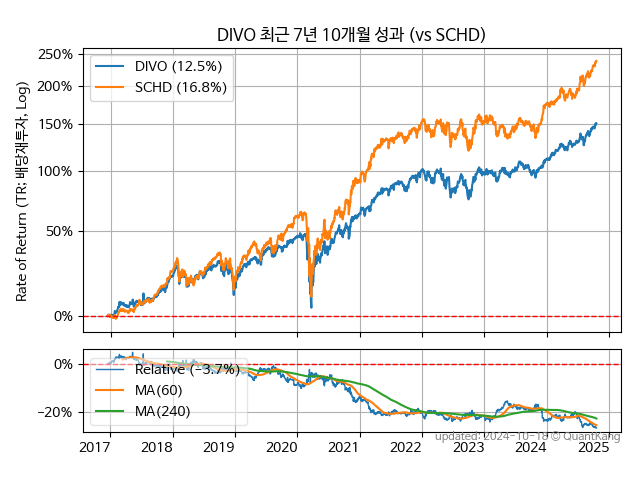 DIVO 최근 7년 10개월 성과 (vs SCHD)
Rate of Return (TR: 배당재투자, Log)
250%
200%
150%
100%
50%
0%
DIVO (12.5%)
SCHD (16.8%)
0%
−20%
Relative (−3.7%)
MA(60)
MA(240)
updated: 2024-10-18 © QuantKang
2017 2018 2019 2020 2021 2022 2023 2024 2025